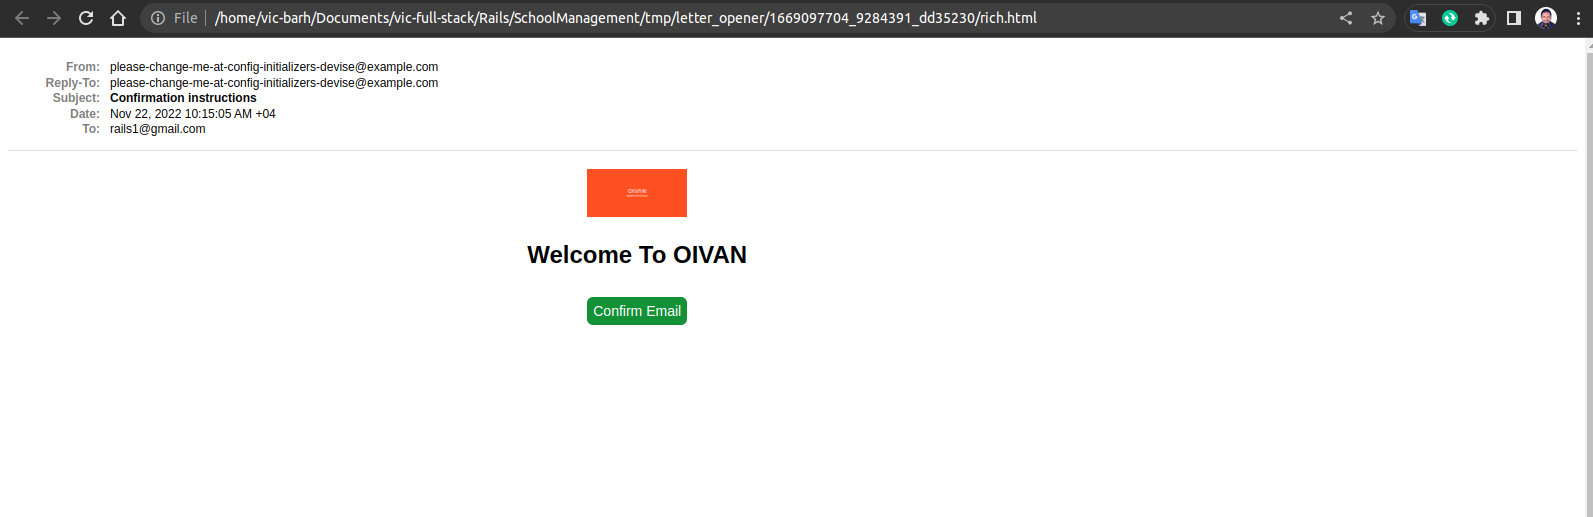 File /home/vic-barh/Documents/vic-full-stack/Rails/SchoolManagement/tmp/letter_opener/1669097704_9284391_dd35230/rich.html
From: please-change-me-at-config-initializers-devise@example.com
Reply-To: please-change-me-at-config-initializers-devise@example.com
Subject: Confirmation instructions
Date: Nov 22, 2022 10:15:05 AM +04
To: rails1@gmail.com
Welcome To OIVAN
Confirm Email